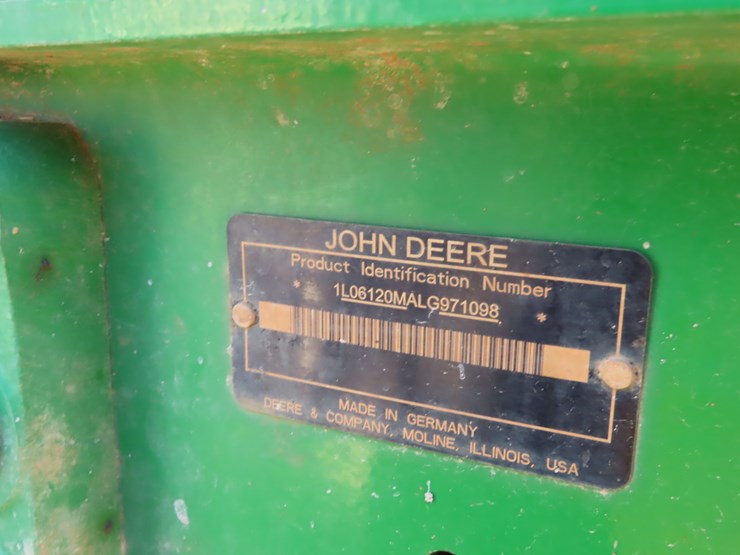 JOHN DEERE
Product Identification Number
* 1L06120MALG971098 *
MADE IN GERMANY
DEERE & COMPANY, MOLINE, ILLINOIS, USA